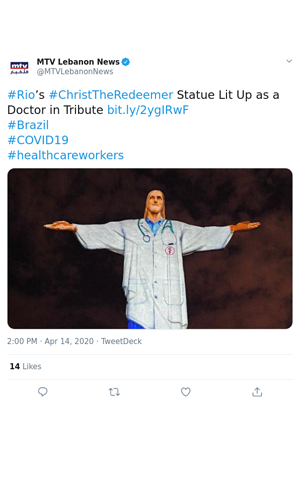 mtv
MTV Lebanon News
@MTVLebanonNews
#Rio's #ChristTheRedeemer Statue Lit Up as a
Doctor in Tribute bit.ly/2ygIRwF
#Brazil
#COVID19
#healthcareworkers
2:00 PM · Apr 14, 2020 · TweetDeck
14 Likes